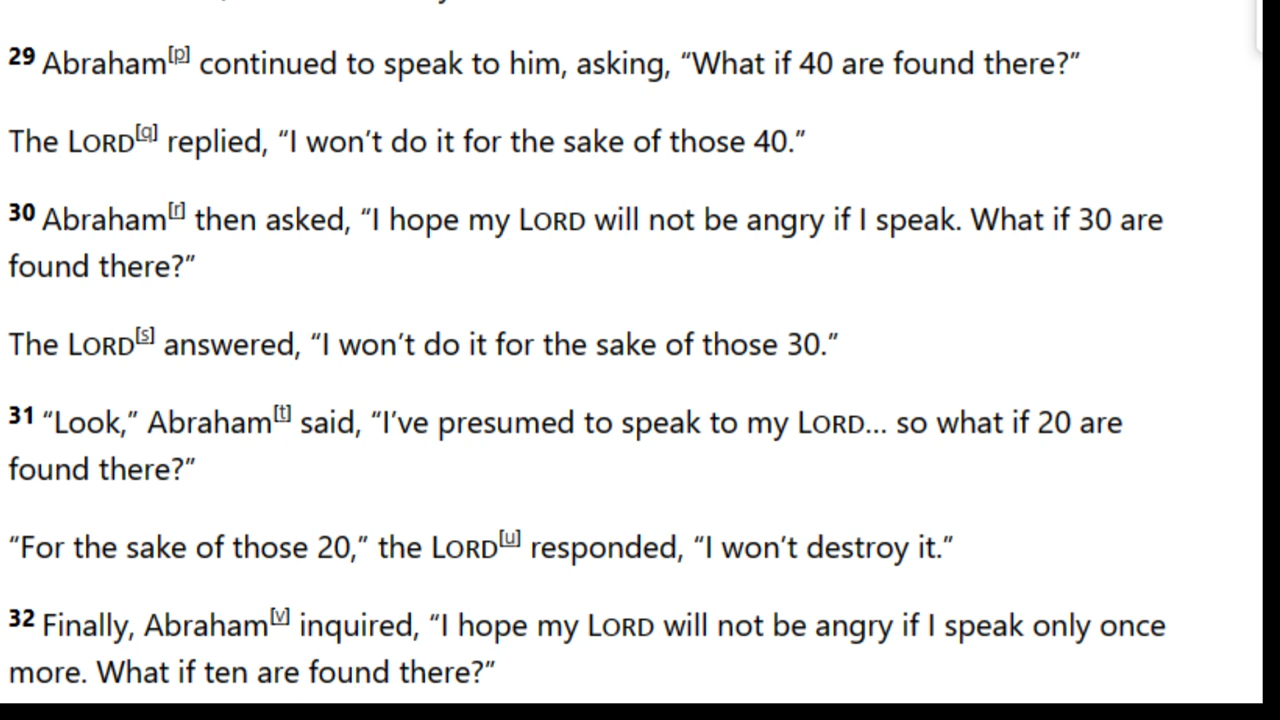 29 Abraham[p] continued to speak to him, asking, “What if 40 are found there?”
The LORD[q] replied, “I won’t do it for the sake of those 40.”
30 Abraham[r] then asked, “I hope my LORD will not be angry if I speak. What if 30 are
found there?”
The LORD[s] answered, “I won’t do it for the sake of those 30.”
31 “Look,” Abraham[t] said, “I’ve presumed to speak to my LORD… so what if 20 are
found there?”
“For the sake of those 20,” the LORD[u] responded, “I won’t destroy it.”
32 Finally, Abraham[v] inquired, “I hope my LORD will not be angry if I speak only once
more. What if ten are found there?”